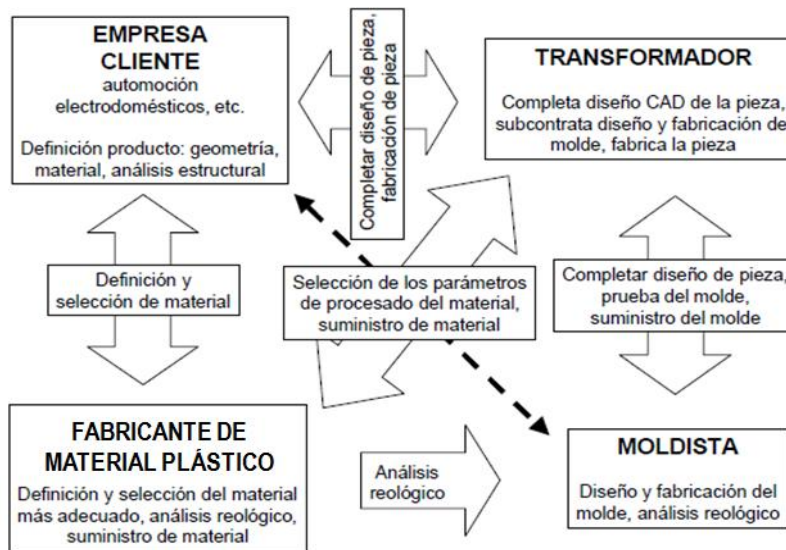 EMPRESA
CLIENTE
automoción
electrodomésticos, etc.
Definición producto: geometría,
material, análisis estructural
Completar diseño de pieza,
fabricación de pieza
TRANSFORMADOR
Completa diseño CAD de la pieza,
subcontrata diseño y fabricación de
molde, fabrica la pieza
Definición y
selección de material
Selección de los parámetros
de procesado del material,
suministro de material
Completar diseño de pieza,
prueba del molde,
suministro del molde
FABRICANTE DE
MATERIAL PLÁSTICO
Definición y selección del material
más adecuado, análisis reológico,
suministro de material
Análisis
reológico
MOLDISTA
Diseño y fabricación del
molde, análisis reológico